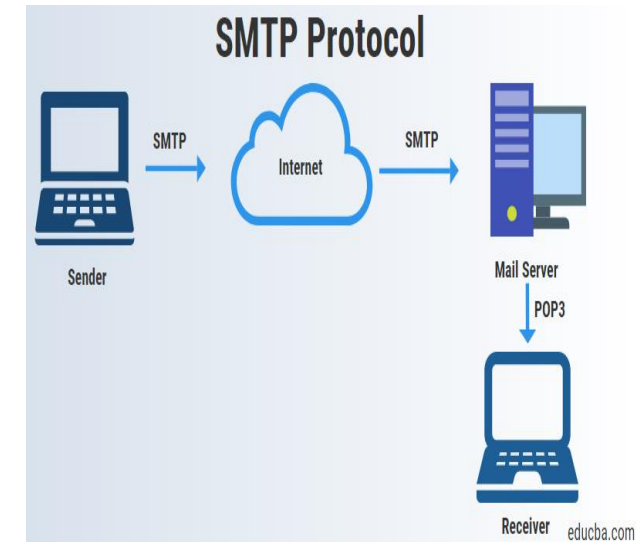 SMTP Protocol
SMTP
SMTP
Internet
Sender
Mail Server
POP3
Receiver
educba.com